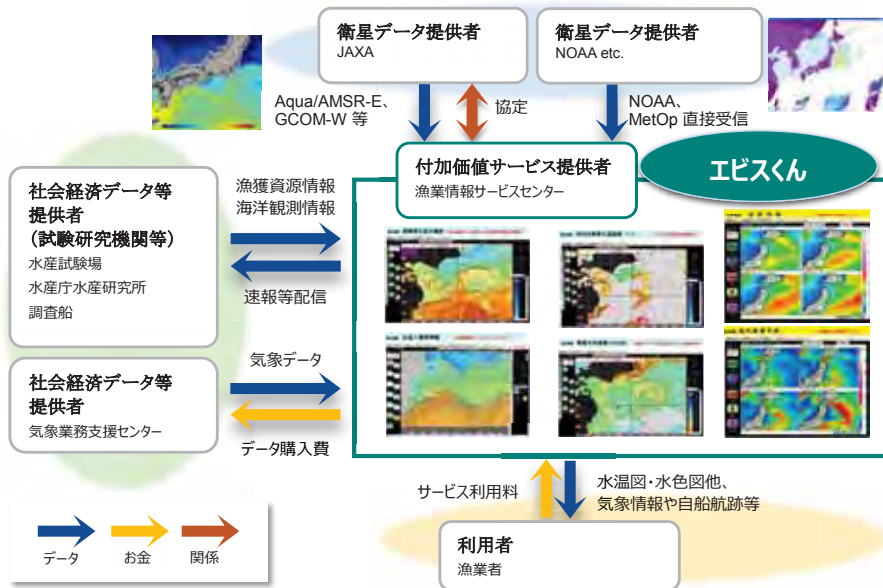 衛星データ提供者
JAXA
衛星データ提供者
NOAA etc.
Aqua/AMSR-E、
GCOM-W 等
協定
NOAA、
MetOp 直接受信
付加価値サービス提供者
漁業情報サービスセンター
エビスくん
社会経済データ等
提供者
(試験研究機関等)
水産試験場
水産庁水産研究所
調査船
漁獲資源情報
海洋観測情報
速報等配信
社会経済データ等
提供者
気象業務支援センター
気象データ
データ購入費
サービス利用料
水温図・水色図他、
気象情報や自船航跡等
利用者
漁業者
データ
お金
関係